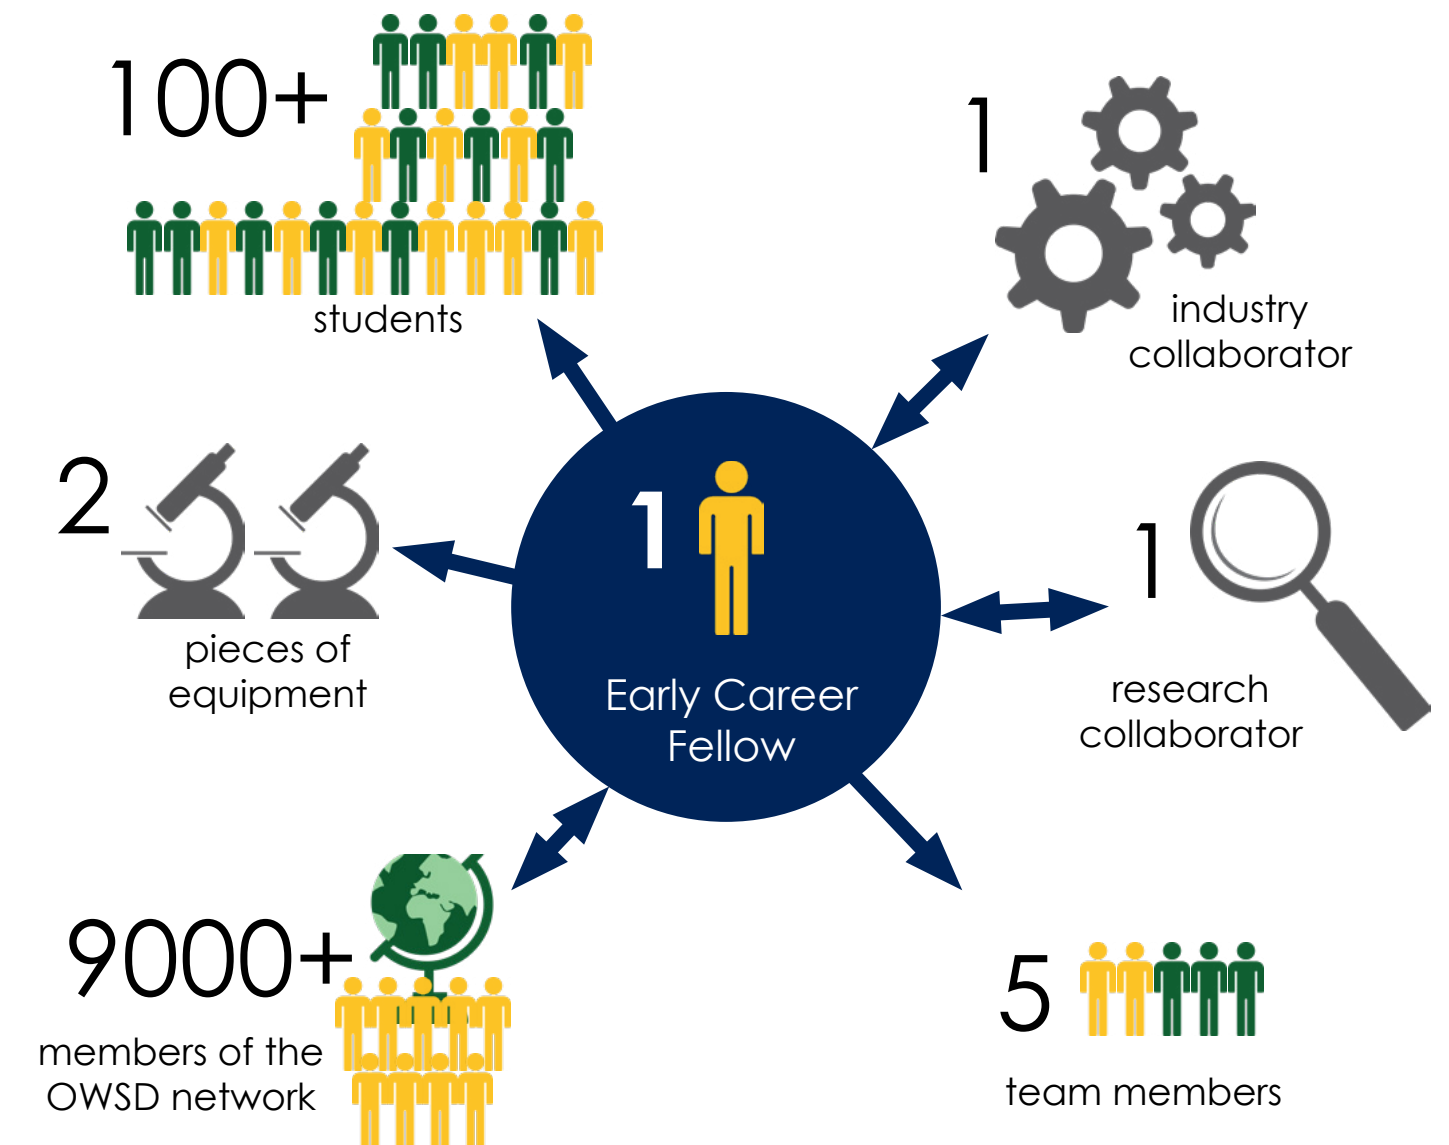 100+
students
1
industry
collaborator
2
pieces of
equipment
1
Early Career
Fellow
1
research
collaborator
9000+
members of the
OWSD network
5
team members